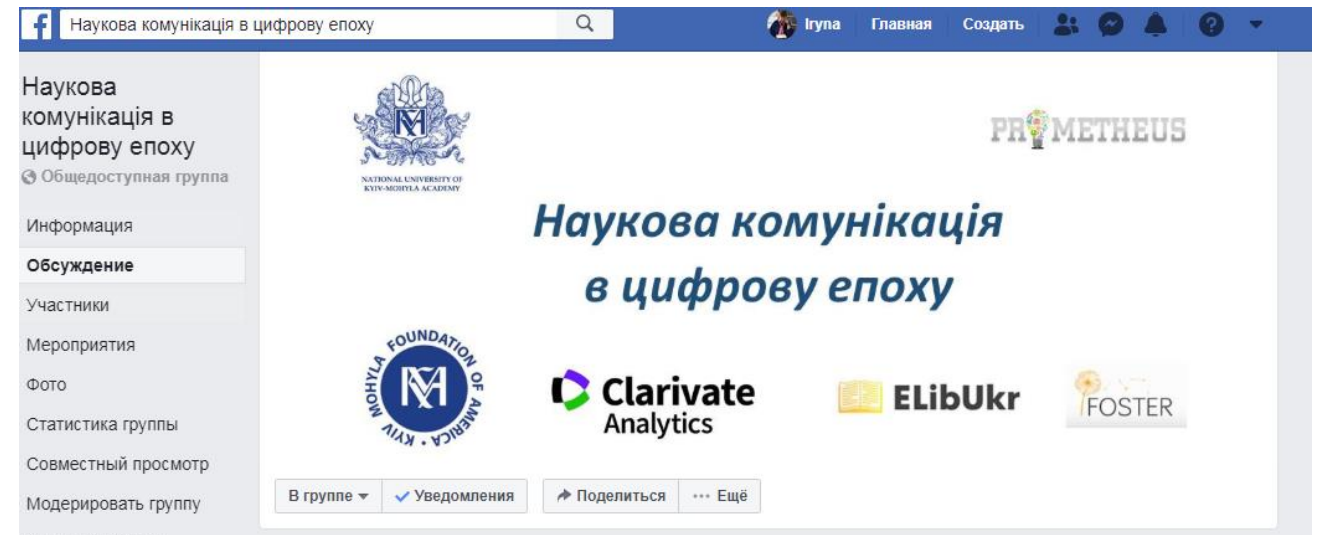 Наукова комунікація в цифрову епоху
Iryna
Главная
Создать
Наукова
комунікація в
цифрову епоху
Общедоступная группа
Информация
Обсуждение
Участники
Мероприятия
Фото
Статистика группы
Совместный просмотр
Модерировать группу
NATIONAL UNIVERSITY OF
KYIV-MOHYLA ACADEMY
PROMETHEUS
Наукова комунікація
в цифрову епоху
KYIV MOHYLA FOUNDATION OF AMERICA
Clarivate
Analytics
ELibUkr
FOSTER
В группе
Уведомления
Поделиться
Ещё